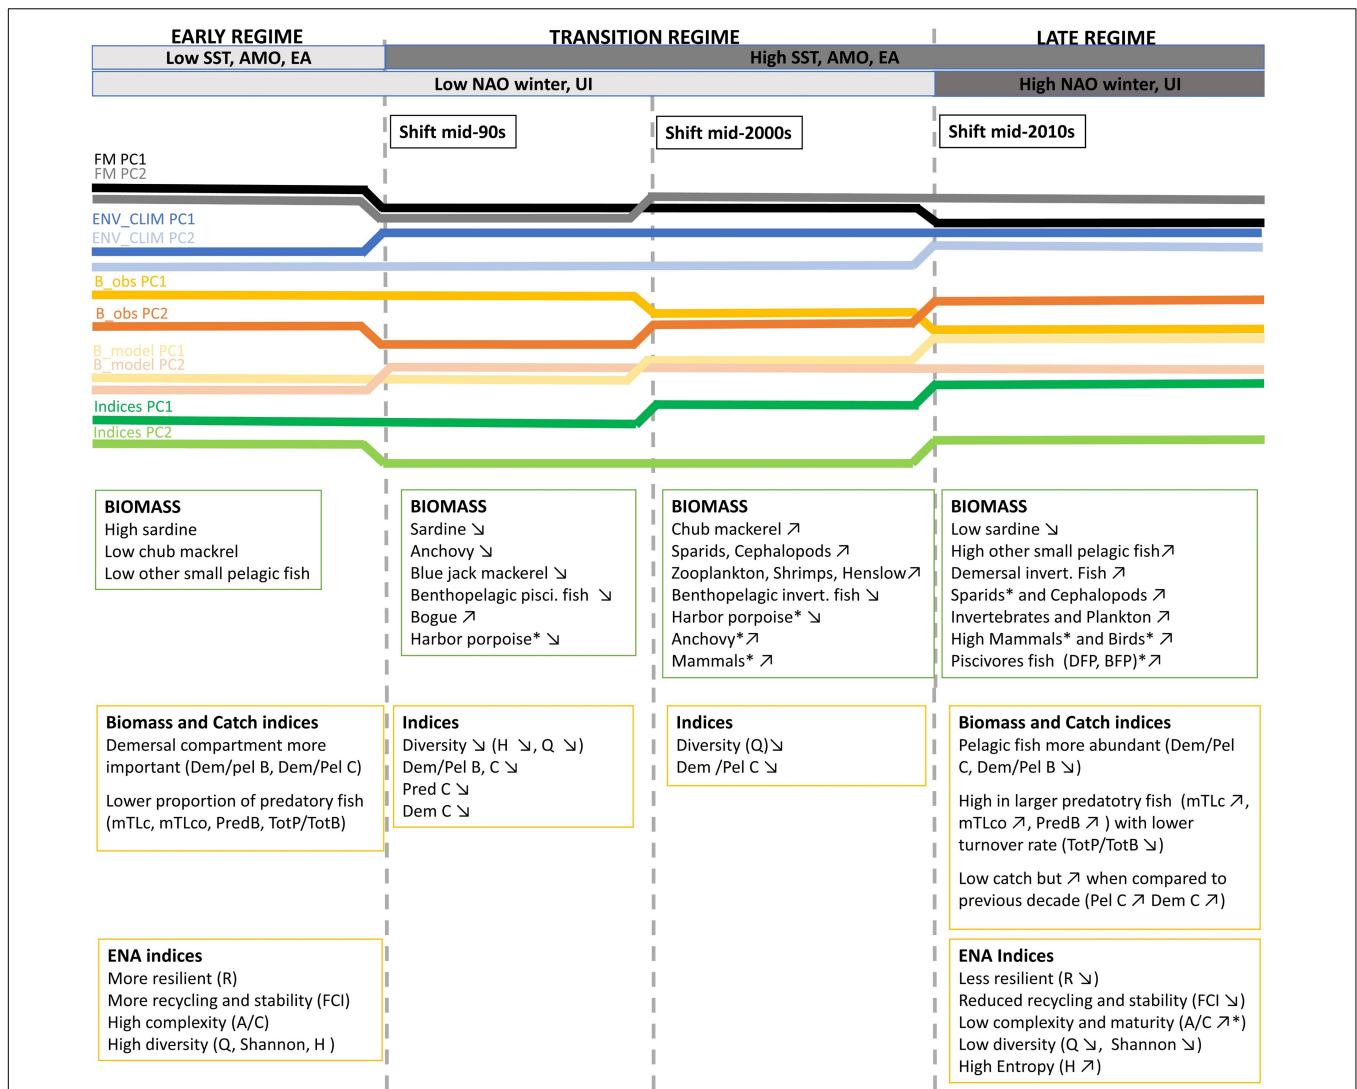 EARLY REGIME
TRANSITION REGIME
LATE REGIME
Low SST, AMO, EA
High SST, AMO, EA
Low NAO winter, UI
High NAO winter, UI
Shift mid-90s
Shift mid-2000s
Shift mid-2010s
FM PC1
FM PC2
ENV_CLIM PC1
ENV_CLIM PC2
B_obs PC1
B_obs PC2
B_model PC1
B_model PC2
Indices PC1
Indices PC2
BIOMASS
High sardine
Low chub mackrel
Low other small pelagic fish
BIOMASS
Sardine ↘
Anchovy ↘
Blue jack mackerel ↘
Benthopelagic pisci. fish ↘
Bogue ↗
Harbor porpoise* ↘
BIOMASS
Chub mackerel ↗
Sparids, Cephalopods ↗
Zooplankton, Shrimps, Henslow↗
Benthopelagic invert. fish ↘
Harbor porpoise* ↘
Anchovy*↗
Mammals* ↗
BIOMASS
Low sardine ↘
High other small pelagic fish↗
Demersal invert. Fish ↗
Sparids* and Cephalopods ↗
Invertebrates and Plankton ↗
High Mammals* and Birds* ↗
Piscivores fish (DFP, BFP)*↗
Biomass and Catch indices
Demersal compartment more
important (Dem/pel B, Dem/Pel C)
Lower proportion of predatory fish
(mTLc, mTLco, PredB, TotP/TotB)
Indices
Diversity ↘ (H ↘, Q ↘)
Dem/Pel B, C ↘
Pred C ↘
Dem C ↘
Indices
Diversity (Q)↘
Dem /Pel C ↘
Biomass and Catch indices
Pelagic fish more abundant (Dem/Pel
C, Dem/Pel B ↘)
High in larger predatotry fish (mTLc ↗,
mTLco ↗, PredB ↗ ) with lower
turnover rate (TotP/TotB ↘)
Low catch but ↗ when compared to
previous decade (Pel C ↗ Dem C ↗)
ENA indices
More resilient (R)
More recycling and stability (FCI)
High complexity (A/C)
High diversity (Q, Shannon, H )
ENA Indices
Less resilient (R ↘)
Reduced recycling and stability (FCI ↘)
Low complexity and maturity (A/C ↗*)
Low diversity (Q ↘, Shannon ↘)
High Entropy (H ↗)